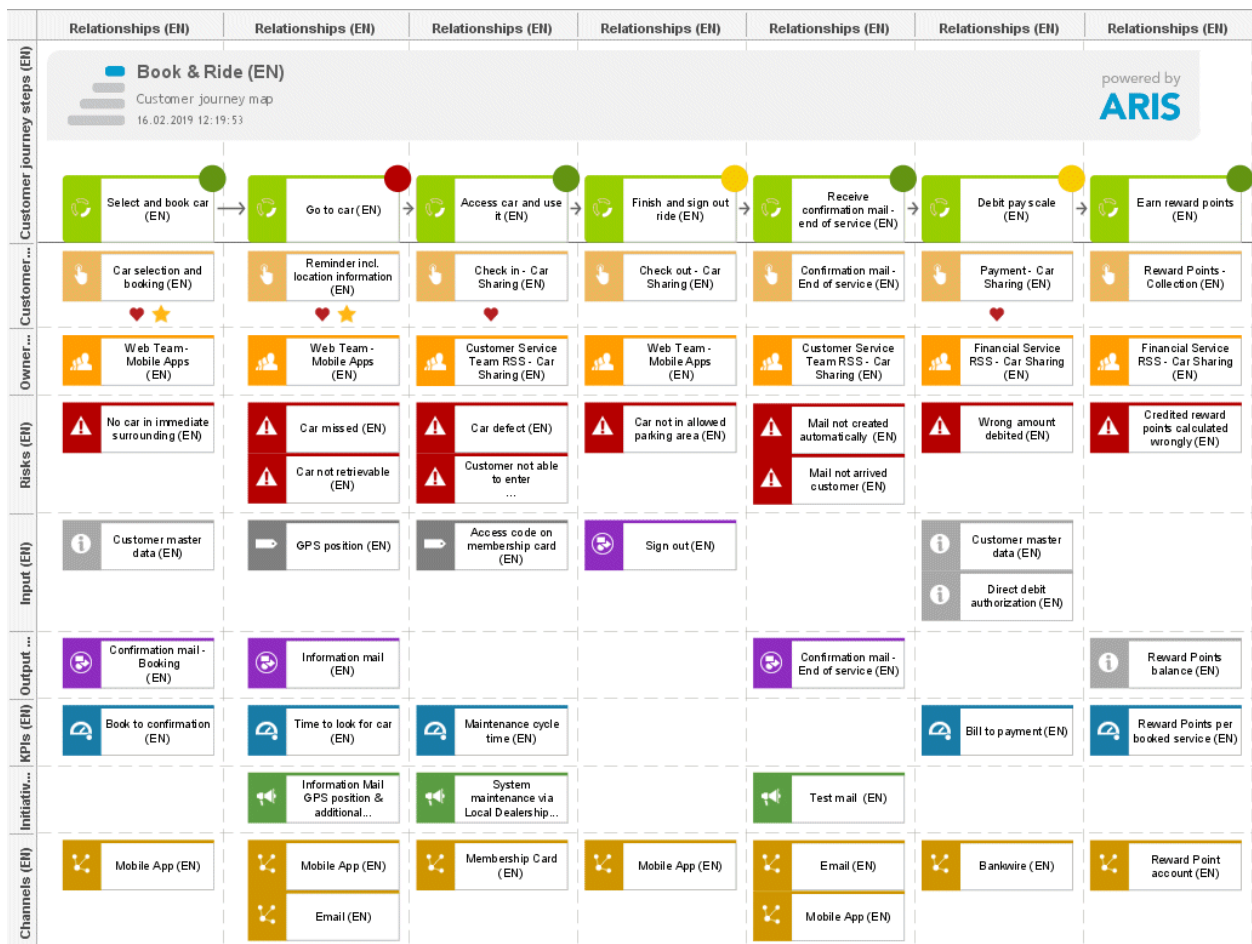 Relationships (EN)
Relationships (EN)
Relationships (EN)
Relationships (EN)
Relationships (EN)
Relationships (EN)
Relationships (EN)
Customer journey steps (EN)
Book & Ride (EN)
Customer journey map
16.02.2019 12:19:53
powered by
ARIS
Select and book car
(EN)
Go to car (EN)
Access car and use
it (EN)
Finish and sign out
ride (EN)
Receive
confirmation mail -
end of service (EN)
Debit pay scale
(EN)
Earn reward points
(EN)
Customer...
Car selection and
booking (EN)
Reminder incl.
location information
(EN)
Check in - Car
Sharing (EN)
Check out - Car
Sharing (EN)
Confirmation mail -
End of service (EN)
Payment - Car
Sharing (EN)
Reward Points -
Collection (EN)
Owner...
Web Team -
Mobile Apps
(EN)
Web Team -
Mobile Apps
(EN)
Customer Service
Team RSS - Car
Sharing (EN)
Web Team -
Mobile Apps
(EN)
Customer Service
Team RSS - Car
Sharing (EN)
Financial Service
RSS - Car Sharing
(EN)
Financial Service
RSS - Car Sharing
(EN)
Risks (EN)
No car in immediate
surrounding (EN)
Car missed (EN)
Car not retrievable
(EN)
Car defect (EN)
Customer not able
to enter
...
Car not in allowed
parking area (EN)
Mail not created
automatically (EN)
Mail not arrived
customer (EN)
Wrong amount
debited (EN)
Credited reward
points calculated
wrongly (EN)
Input (EN)
Customer master
data (EN)
GPS position (EN)
Access code on
membership card
(EN)
Sign out (EN)
Customer master
data (EN)
Direct debit
authorization (EN)
Output ...
Confirmation mail -
Booking
(EN)
Information mail
(EN)
Confirmation mail -
End of service (EN)
Reward Points
balance (EN)
KPIs (EN)
Book to confirmation
(EN)
Time to look for car
(EN)
Maintenance cycle
time (EN)
Bill to payment (EN)
Reward Points per
booked service (EN)
Initiativ...
Information Mail
GPS position &
additional...
System
maintenance via
Local Dealership...
Test mail (EN)
Channels (EN)
Mobile App (EN)
Mobile App (EN)
Email (EN)
Membership Card
(EN)
Mobile App (EN)
Email (EN)
Mobile App (EN)
Bankwire (EN)
Reward Point
account (EN)